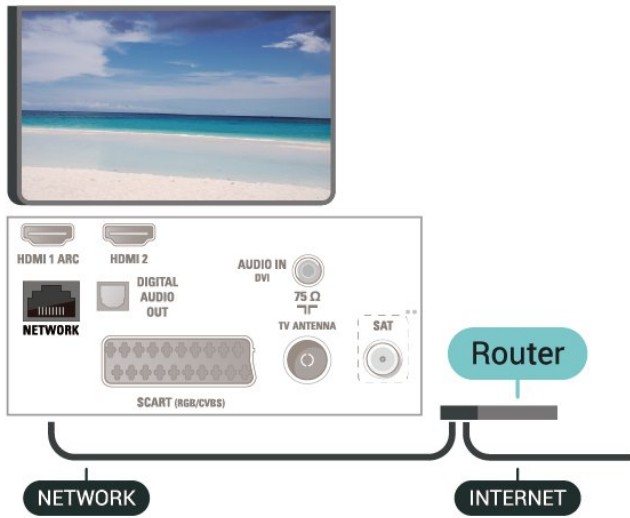 HDMI 1 ARC
HDMI 2
NETWORK
DIGITAL
AUDIO
OUT
AUDIO IN
DVI
75 Ω
TV ANTENNA
SAT
**
SCART (RGB/CVBS)
Router
NETWORK
INTERNET